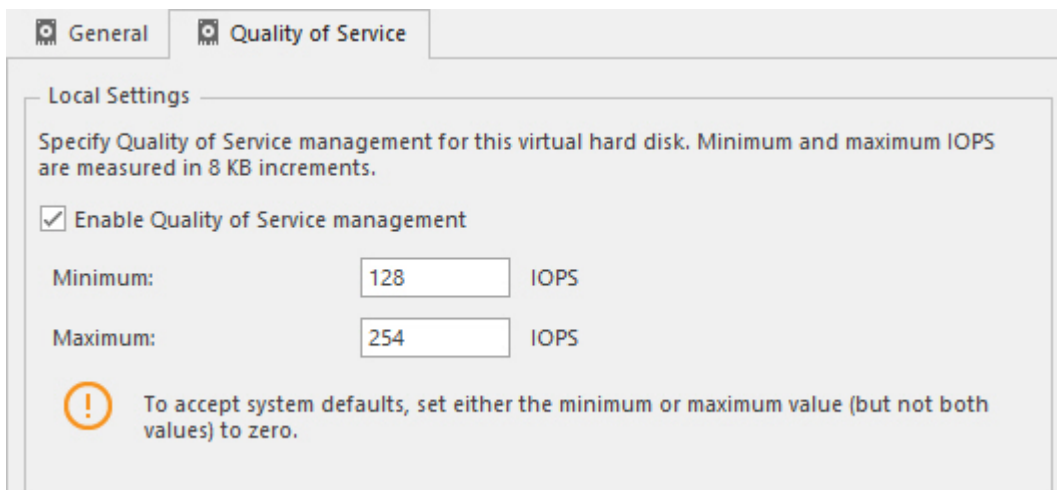 General
Quality of Service
Local Settings
Specify Quality of Service management for this virtual hard disk. Minimum and maximum IOPS
are measured in 8 KB increments.
Enable Quality of Service management
Minimum: 128 IOPS
Maximum: 254 IOPS
To accept system defaults, set either the minimum or maximum value (but not both
values) to zero.